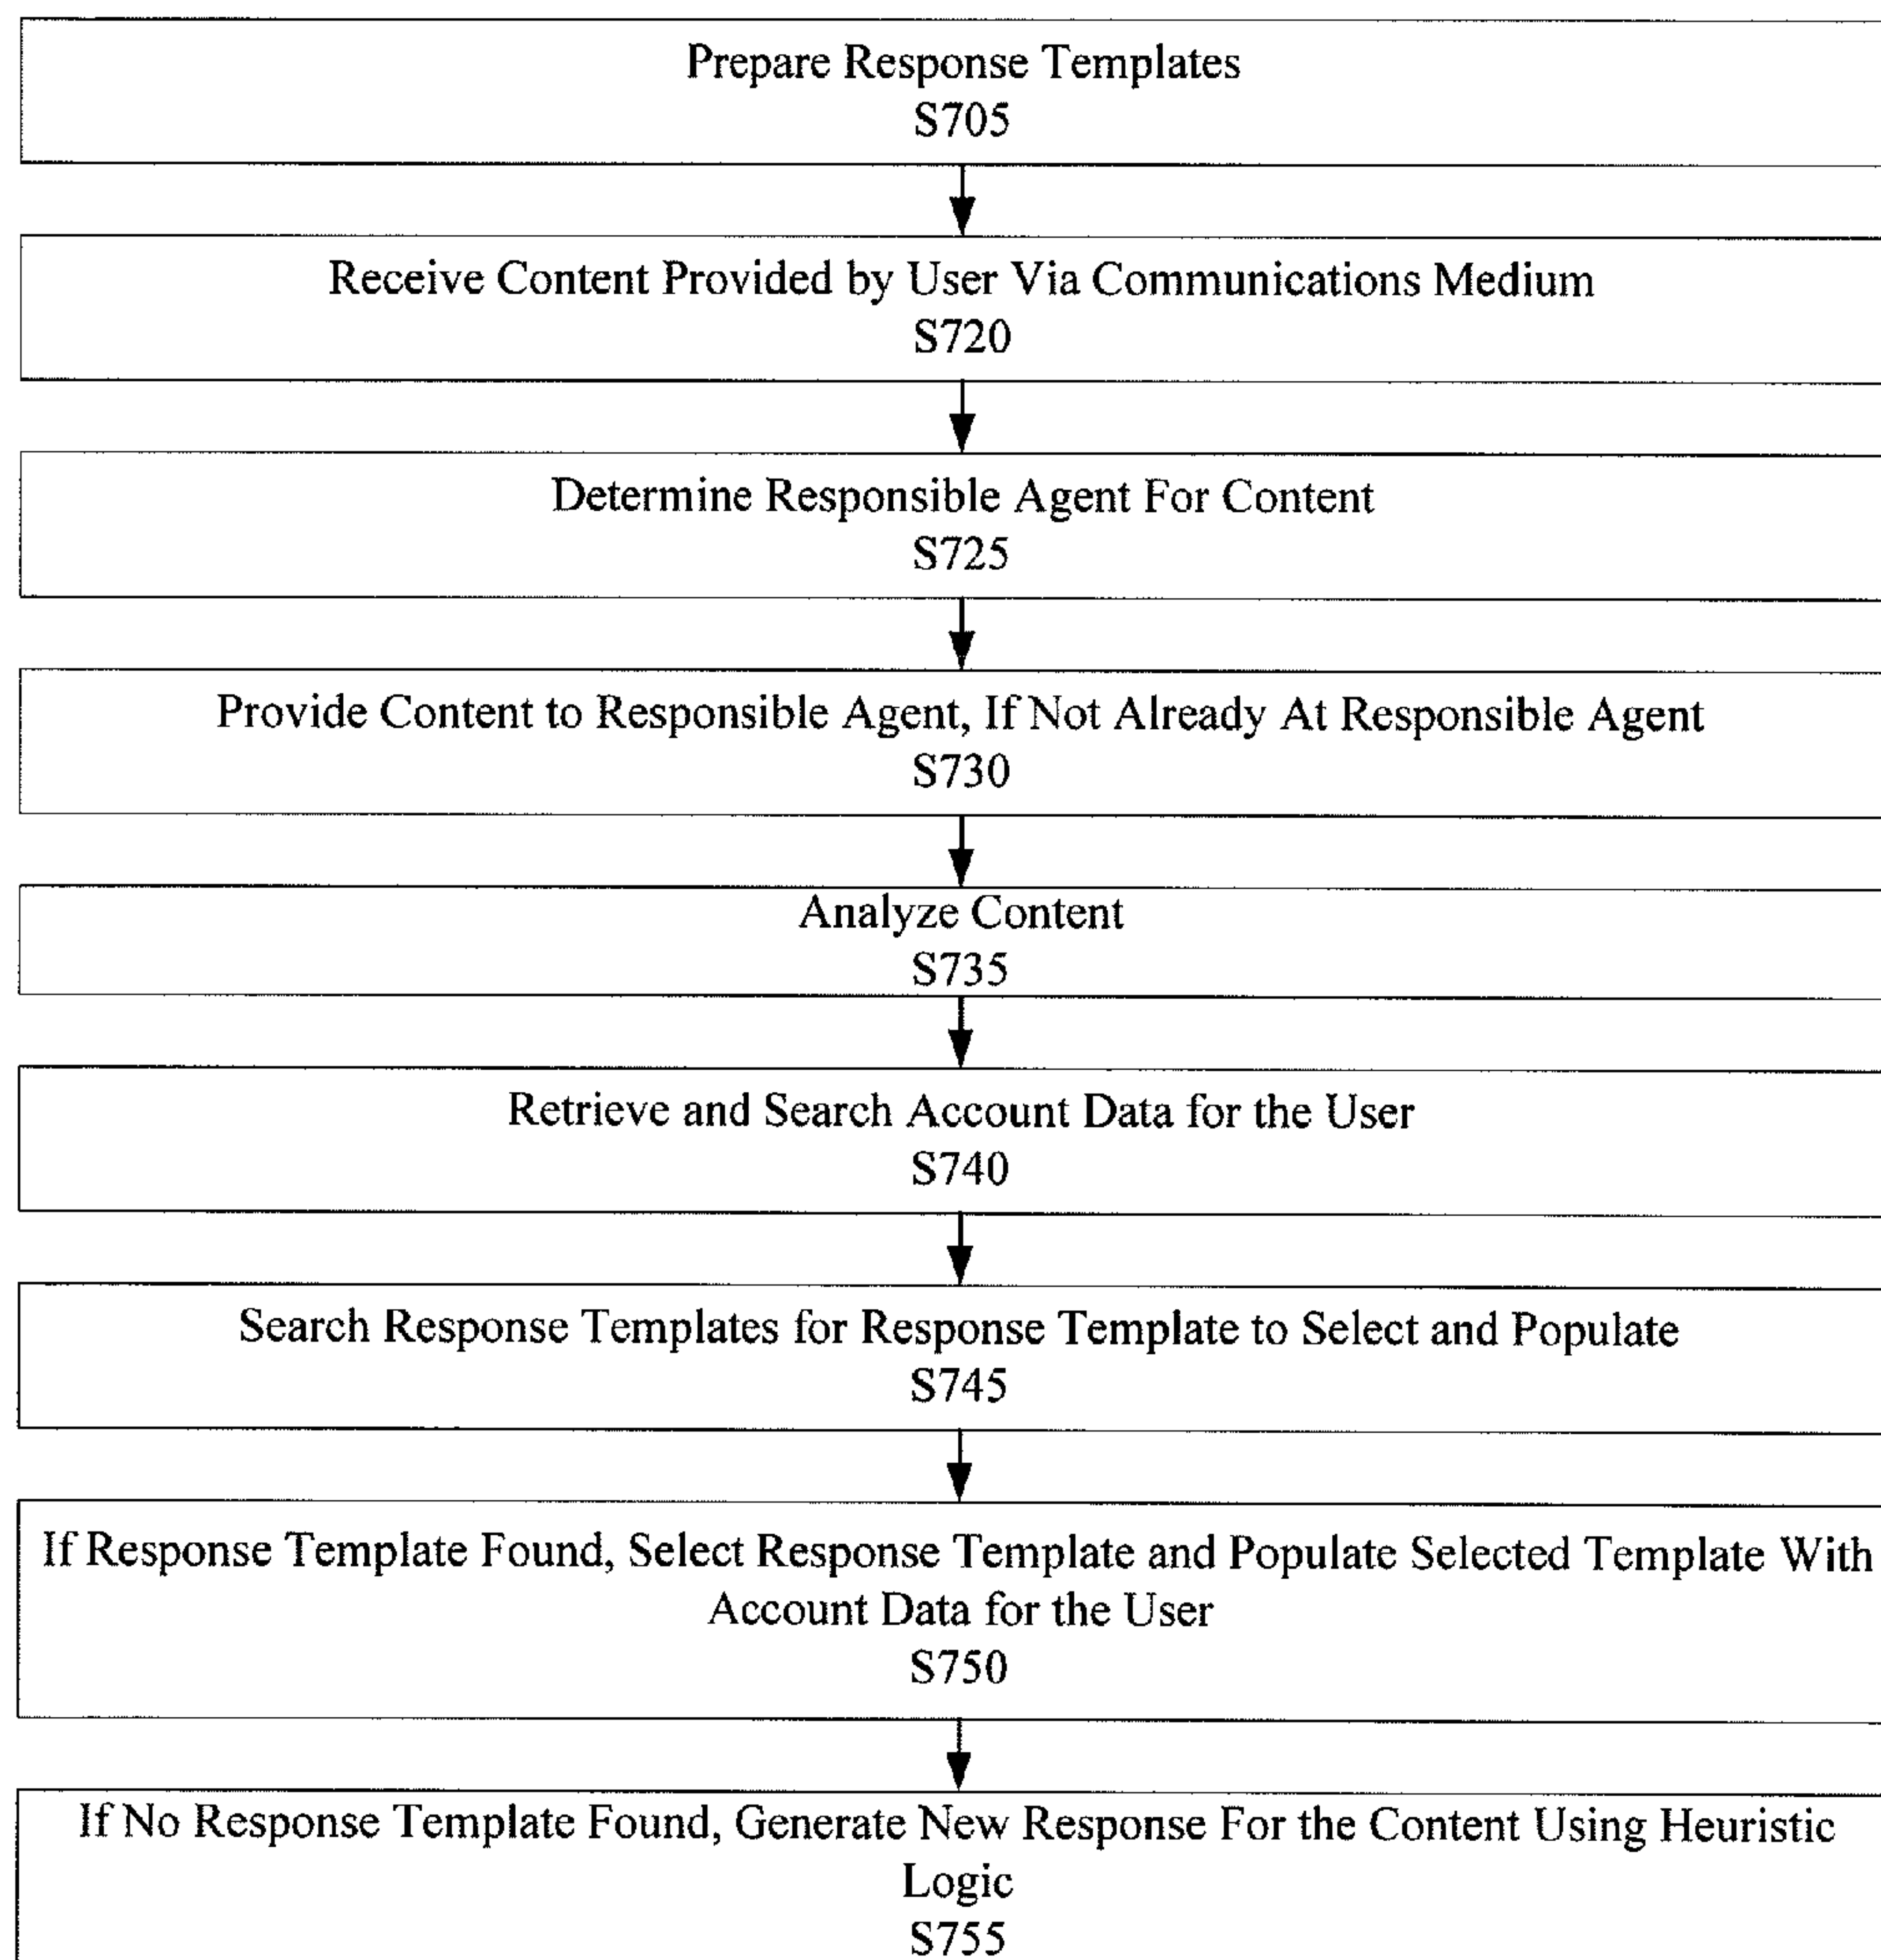 Prepare Response Templates
S705
Receive Content Provided by User Via Communications Medium
S720
Determine Responsible Agent For Content
S725
Provide Content to Responsible Agent, If Not Already At Responsible Agent
S730
Analyze Content
S735
Retrieve and Search Account Data for the User
S740
Search Response Templates for Response Template to Select and Populate
S745
If Response Template Found, Select Response Template and Populate Selected Template With
Account Data for the User
S750
If No Response Template Found, Generate New Response For the Content Using Heuristic
Logic
S755